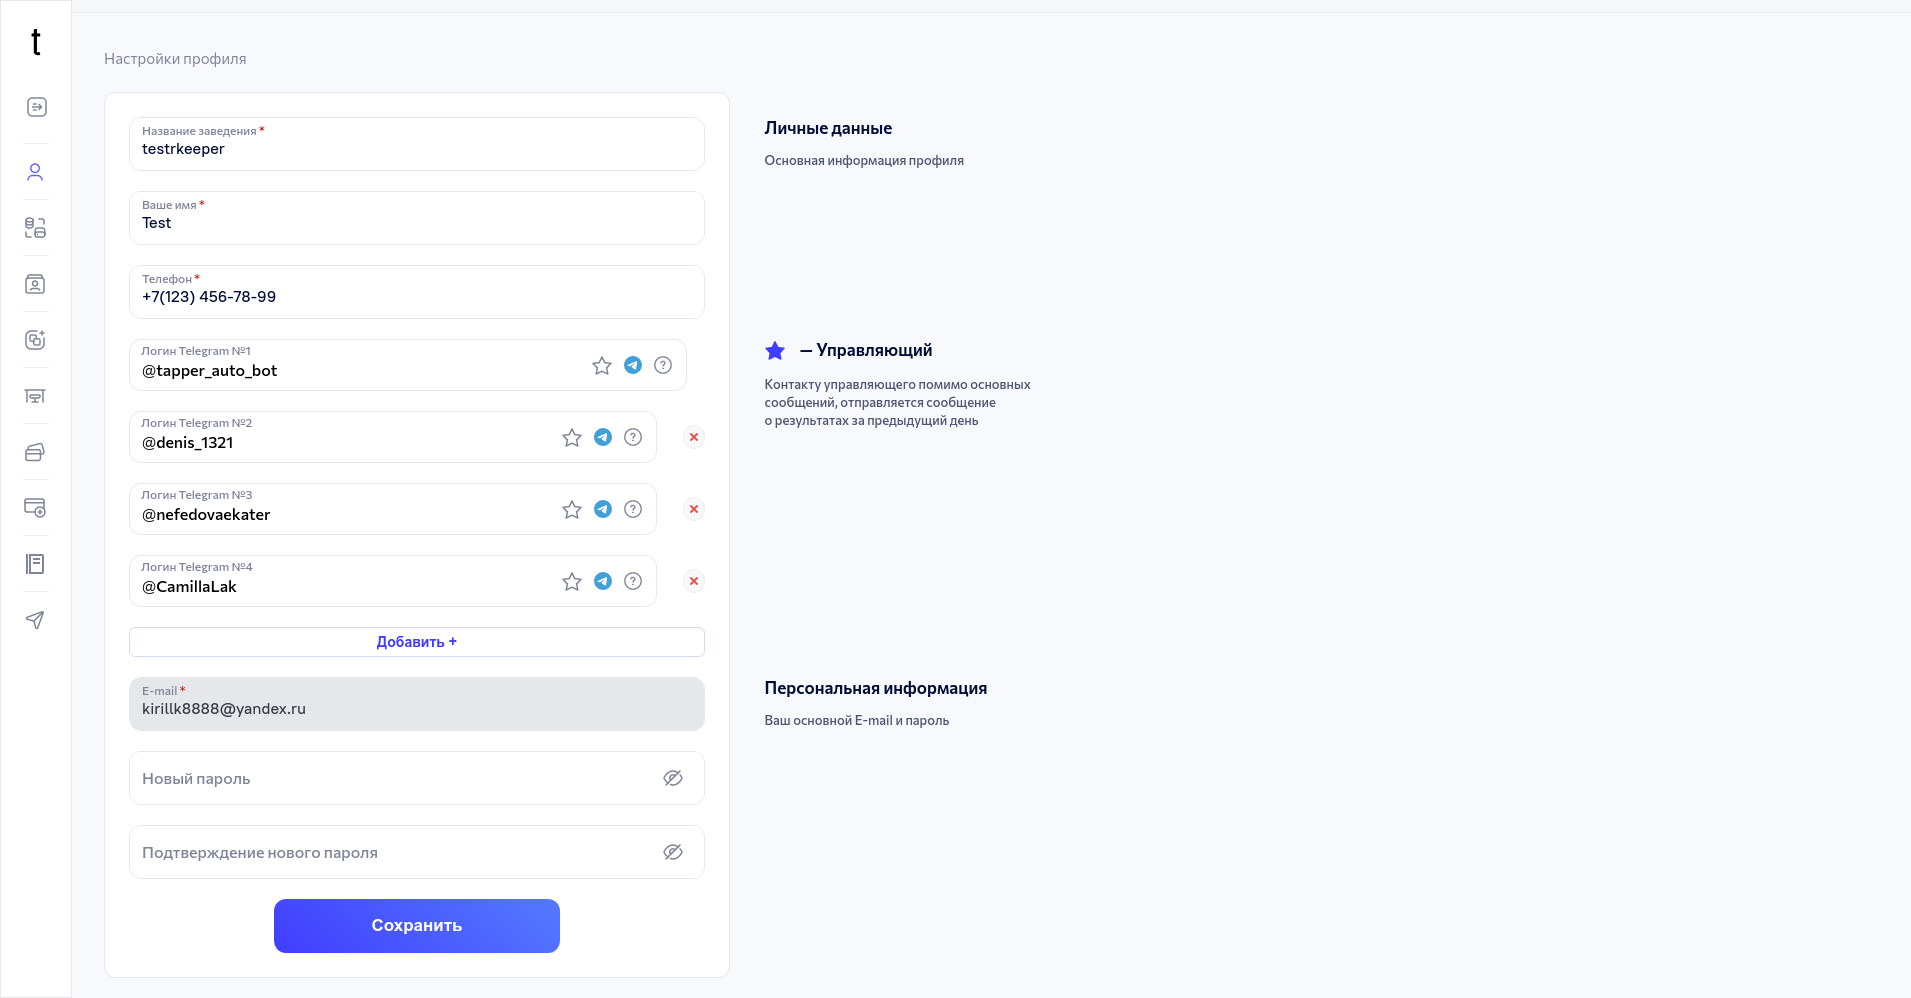 t
Настройки профиля
Название заведения *
testrkeeper
Ваше имя *
Test
Телефон *
+7(123) 456-78-99
Логин Telegram №1
@tapper_auto_bot
Логин Telegram №2
@denis_1321
Логин Telegram №3
@nefedovaekater
Логин Telegram №4
@CamillaLak
Добавить +
E-mail *
kirillk8888@yandex.ru
Новый пароль
Подтверждение нового пароля
Сохранить
Личные данные
Основная информация профиля
— Управляющий
Контакту управляющего помимо основных
сообщений, отправляется сообщение
о результатах за предыдущий день
Персональная информация
Ваш основной E-mail и пароль